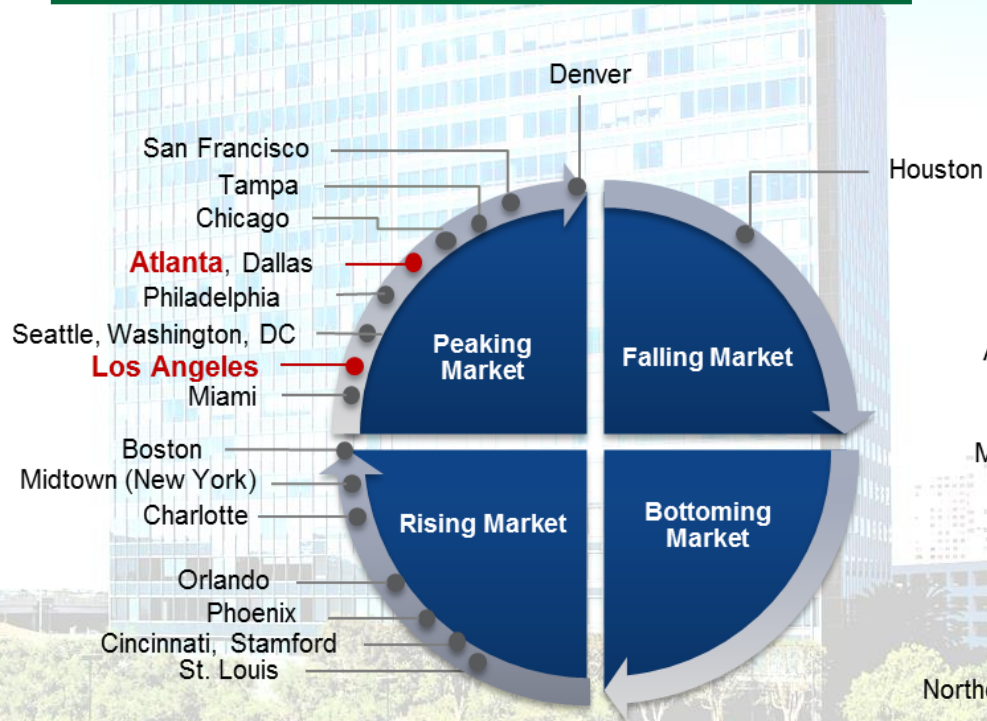 Denver
San Francisco
Tampa
Chicago
Atlanta, Dallas
Philadelphia
Seattle, Washington, DC
Los Angeles
Miami
Boston
Midtown (New York)
Charlotte
Orlando
Phoenix
Cincinnati, Stamford
St. Louis
Houston
Peaking
Market
Falling Market
Rising Market
Bottoming
Market